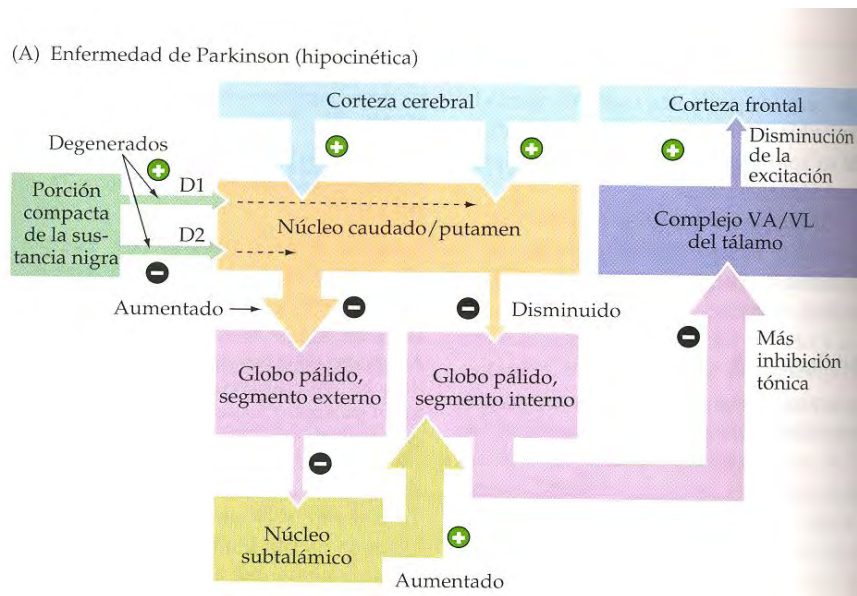 (A) Enfermedad de Parkinson (hipocinética)
Corteza cerebral
Corteza frontal
Degenerados
D1
D2
Porción
compacta
de la sus-
tancia nigra
Núcleo caudado/putamen
Disminución
de la
excitación
Complejo VA/VL
del tálamo
Aumentado
Disminuido
Globo pálido,
segmento externo
Globo pálido,
segmento interno
Más
inhibición
tónica
Núcleo
subtalámico
Aumentado